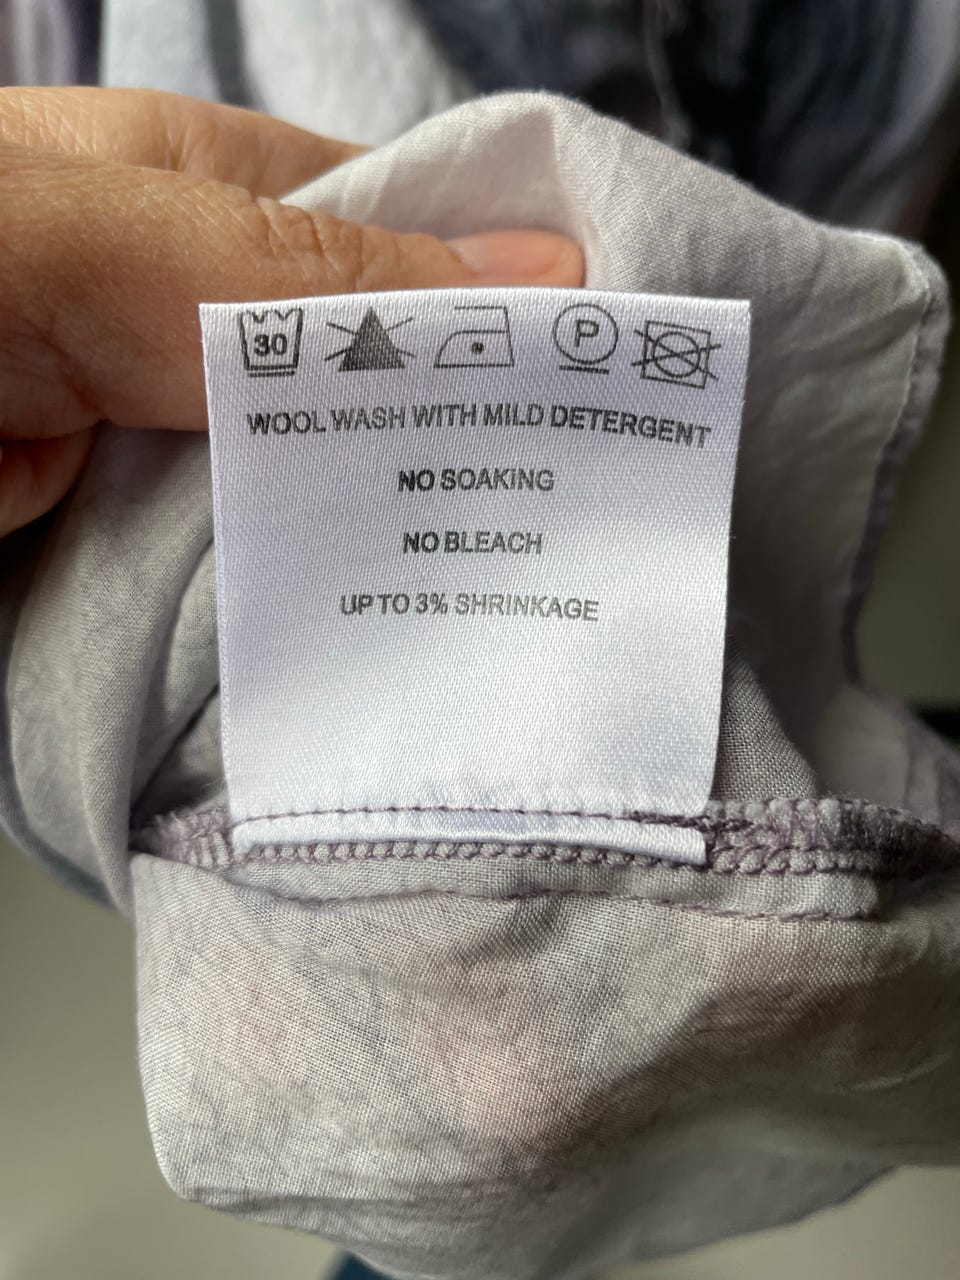 30 P
WOOL WASH WITH MILD DETERGENT
NO SOAKING
NO BLEACH
UP TO 3% SHRINKAGE